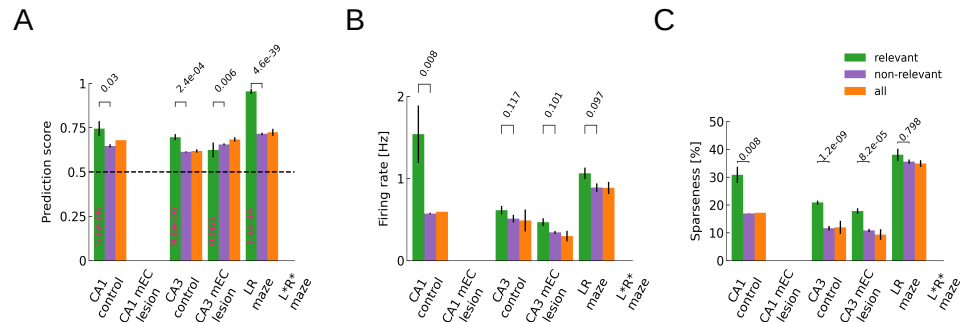 A
B
C
relevant
non-relevant
all
0.03
2.4e-04
0.006
4.6e-39
Prediction score
1
0.75
0.5
0.25
0
CA1 control
CA1 mEC lesion
CA3 control
CA3 mEC lesion
LR maze
L*R* maze
0.008
0.117
0.101
0.097
Firing rate [Hz]
2
1
0
CA1 control
CA1 mEC lesion
CA3 control
CA3 mEC lesion
LR maze
L*R* maze
0.008
1.2e-09
8.2e-05
0.798
Sparseness [%]
50
40
30
20
10
0
CA1 control
CA1 mEC lesion
CA3 control
CA3 mEC lesion
LR maze
L*R* maze